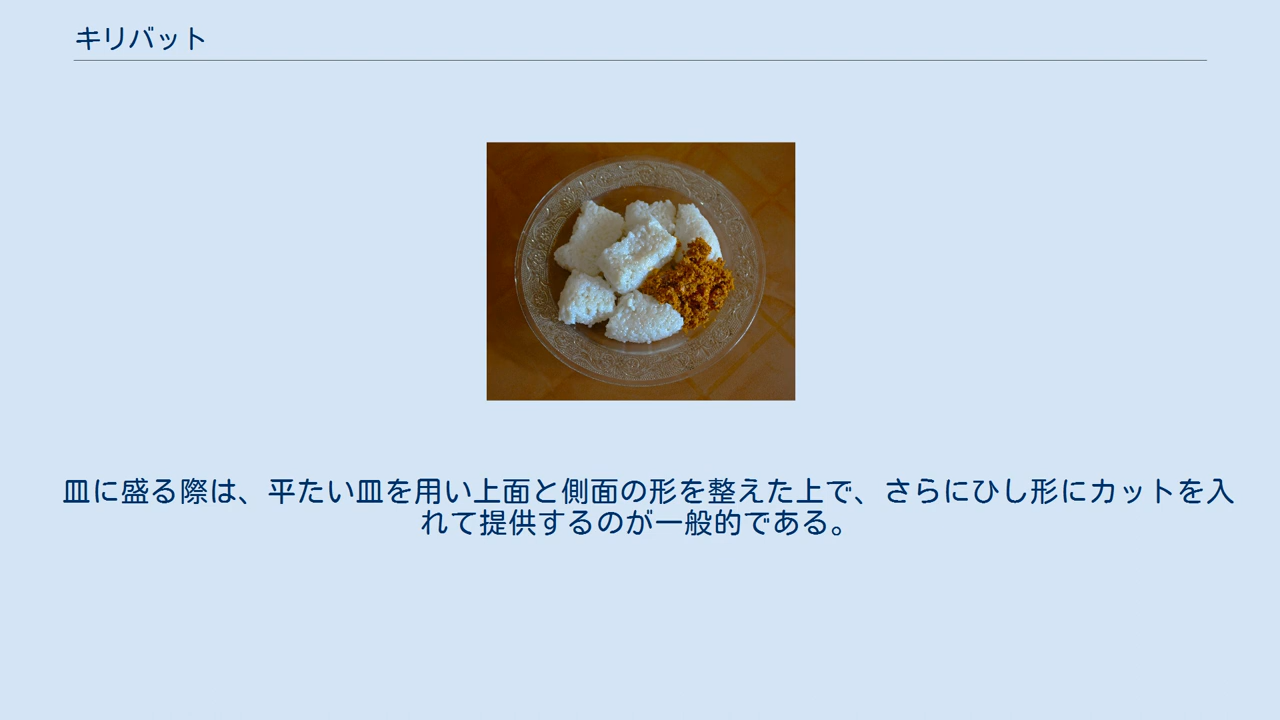 キリバット
皿に盛る際は、平たい皿を用い上面と側面の形を整えた上で、さらにひし形にカットを入
れて提供するのが一般的である。